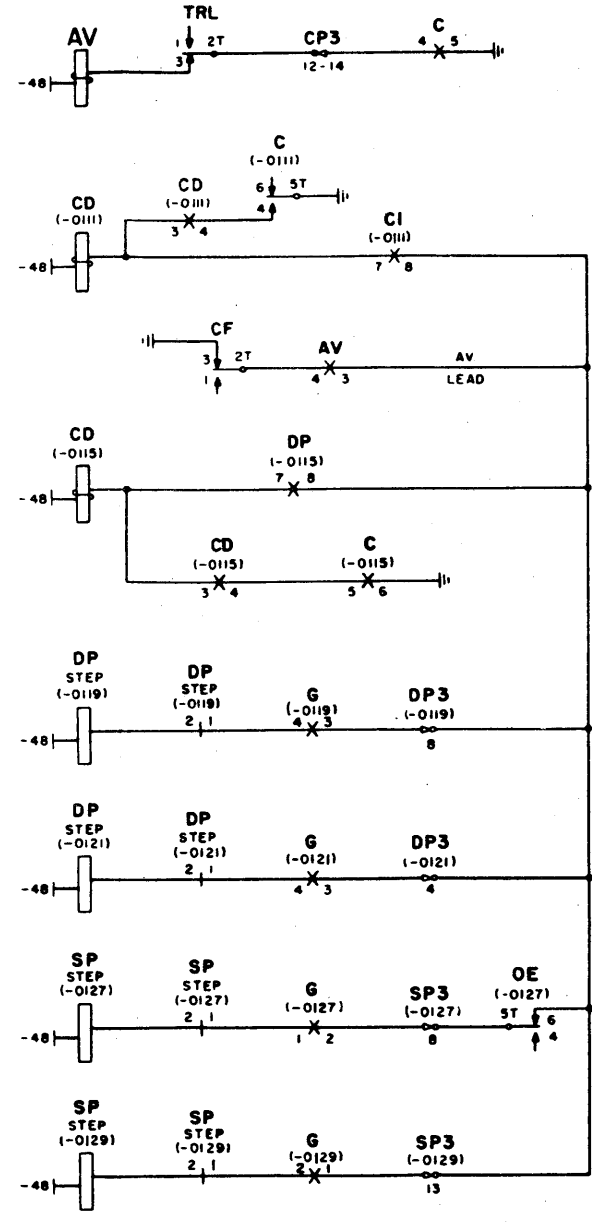 TRL
AV
1 2T CP3 4 C 5
3 12-14
-48
C
(-0111)
CD
(-0111)
6 5T
4
3 4
CD
(-0111)
C1
(-0111)
7 8
-48
CF
3 2T
1
AV
4 3
AV
LEAD
CD
(-0115)
DP
(-0115)
7 8
-48
CD
(-0115)
3 4
C
(-0115)
5 6
DP
STEP
(-0119)
DP
STEP
(-0119)
2 1
G
(-0119)
4 3
DP3
(-0119)
8
-48
DP
STEP
(-0121)
DP
STEP
(-0121)
2 1
G
(-0121)
4 3
DP3
(-0121)
4
-48
SP
STEP
(-0127)
SP
STEP
(-0127)
2 1
G
(-0127)
1 2
SP3
(-0127)
8
OE
(-0127)
5T 6
4
-48
SP
STEP
(-0129)
SP
STEP
(-0129)
2 1
G
(-0129)
2 1
SP3
(-0129)
13
-48